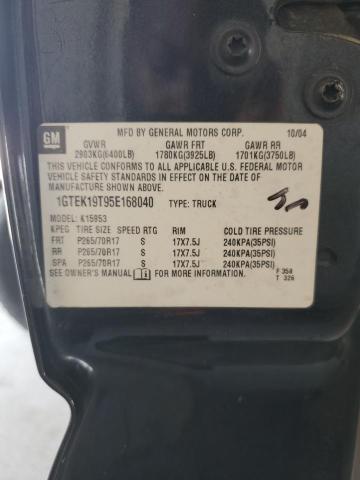 GM
MFD BY GENERAL MOTORS CORP. 10/04
GVWR GAWR FRT GAWR RR
2903KG(6400LB) 1780KG(3925LB) 1701KG(3750LB)
THIS VEHICLE CONFORMS TO ALL APPLICABLE U.S. FEDERAL MOTOR
VEHICLE SAFETY STANDARDS IN EFFECT ON THE DATE OF
MANUFACTURE SHOWN ABOVE.
1GTEK19T95E168040 TYPE: TRUCK
MODEL: K15953
KPEG TIRE SIZE SPEED RTG RIM COLD TIRE PRESSURE
FRT P265/70R17 S 17X7.5J 240KPA(35PSI)
RR P265/70R17 S 17X7.5J 240KPA(35PSI)
SPA P265/70R17 S 17X7.5J 240KPA(35PSI)
SEE OWNER'S MANUAL FOR MORE INFORMATION. F 358
T 326